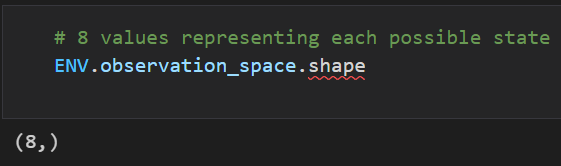 # 8 values representing each possible state
ENV.observation_space.shape
(8,)